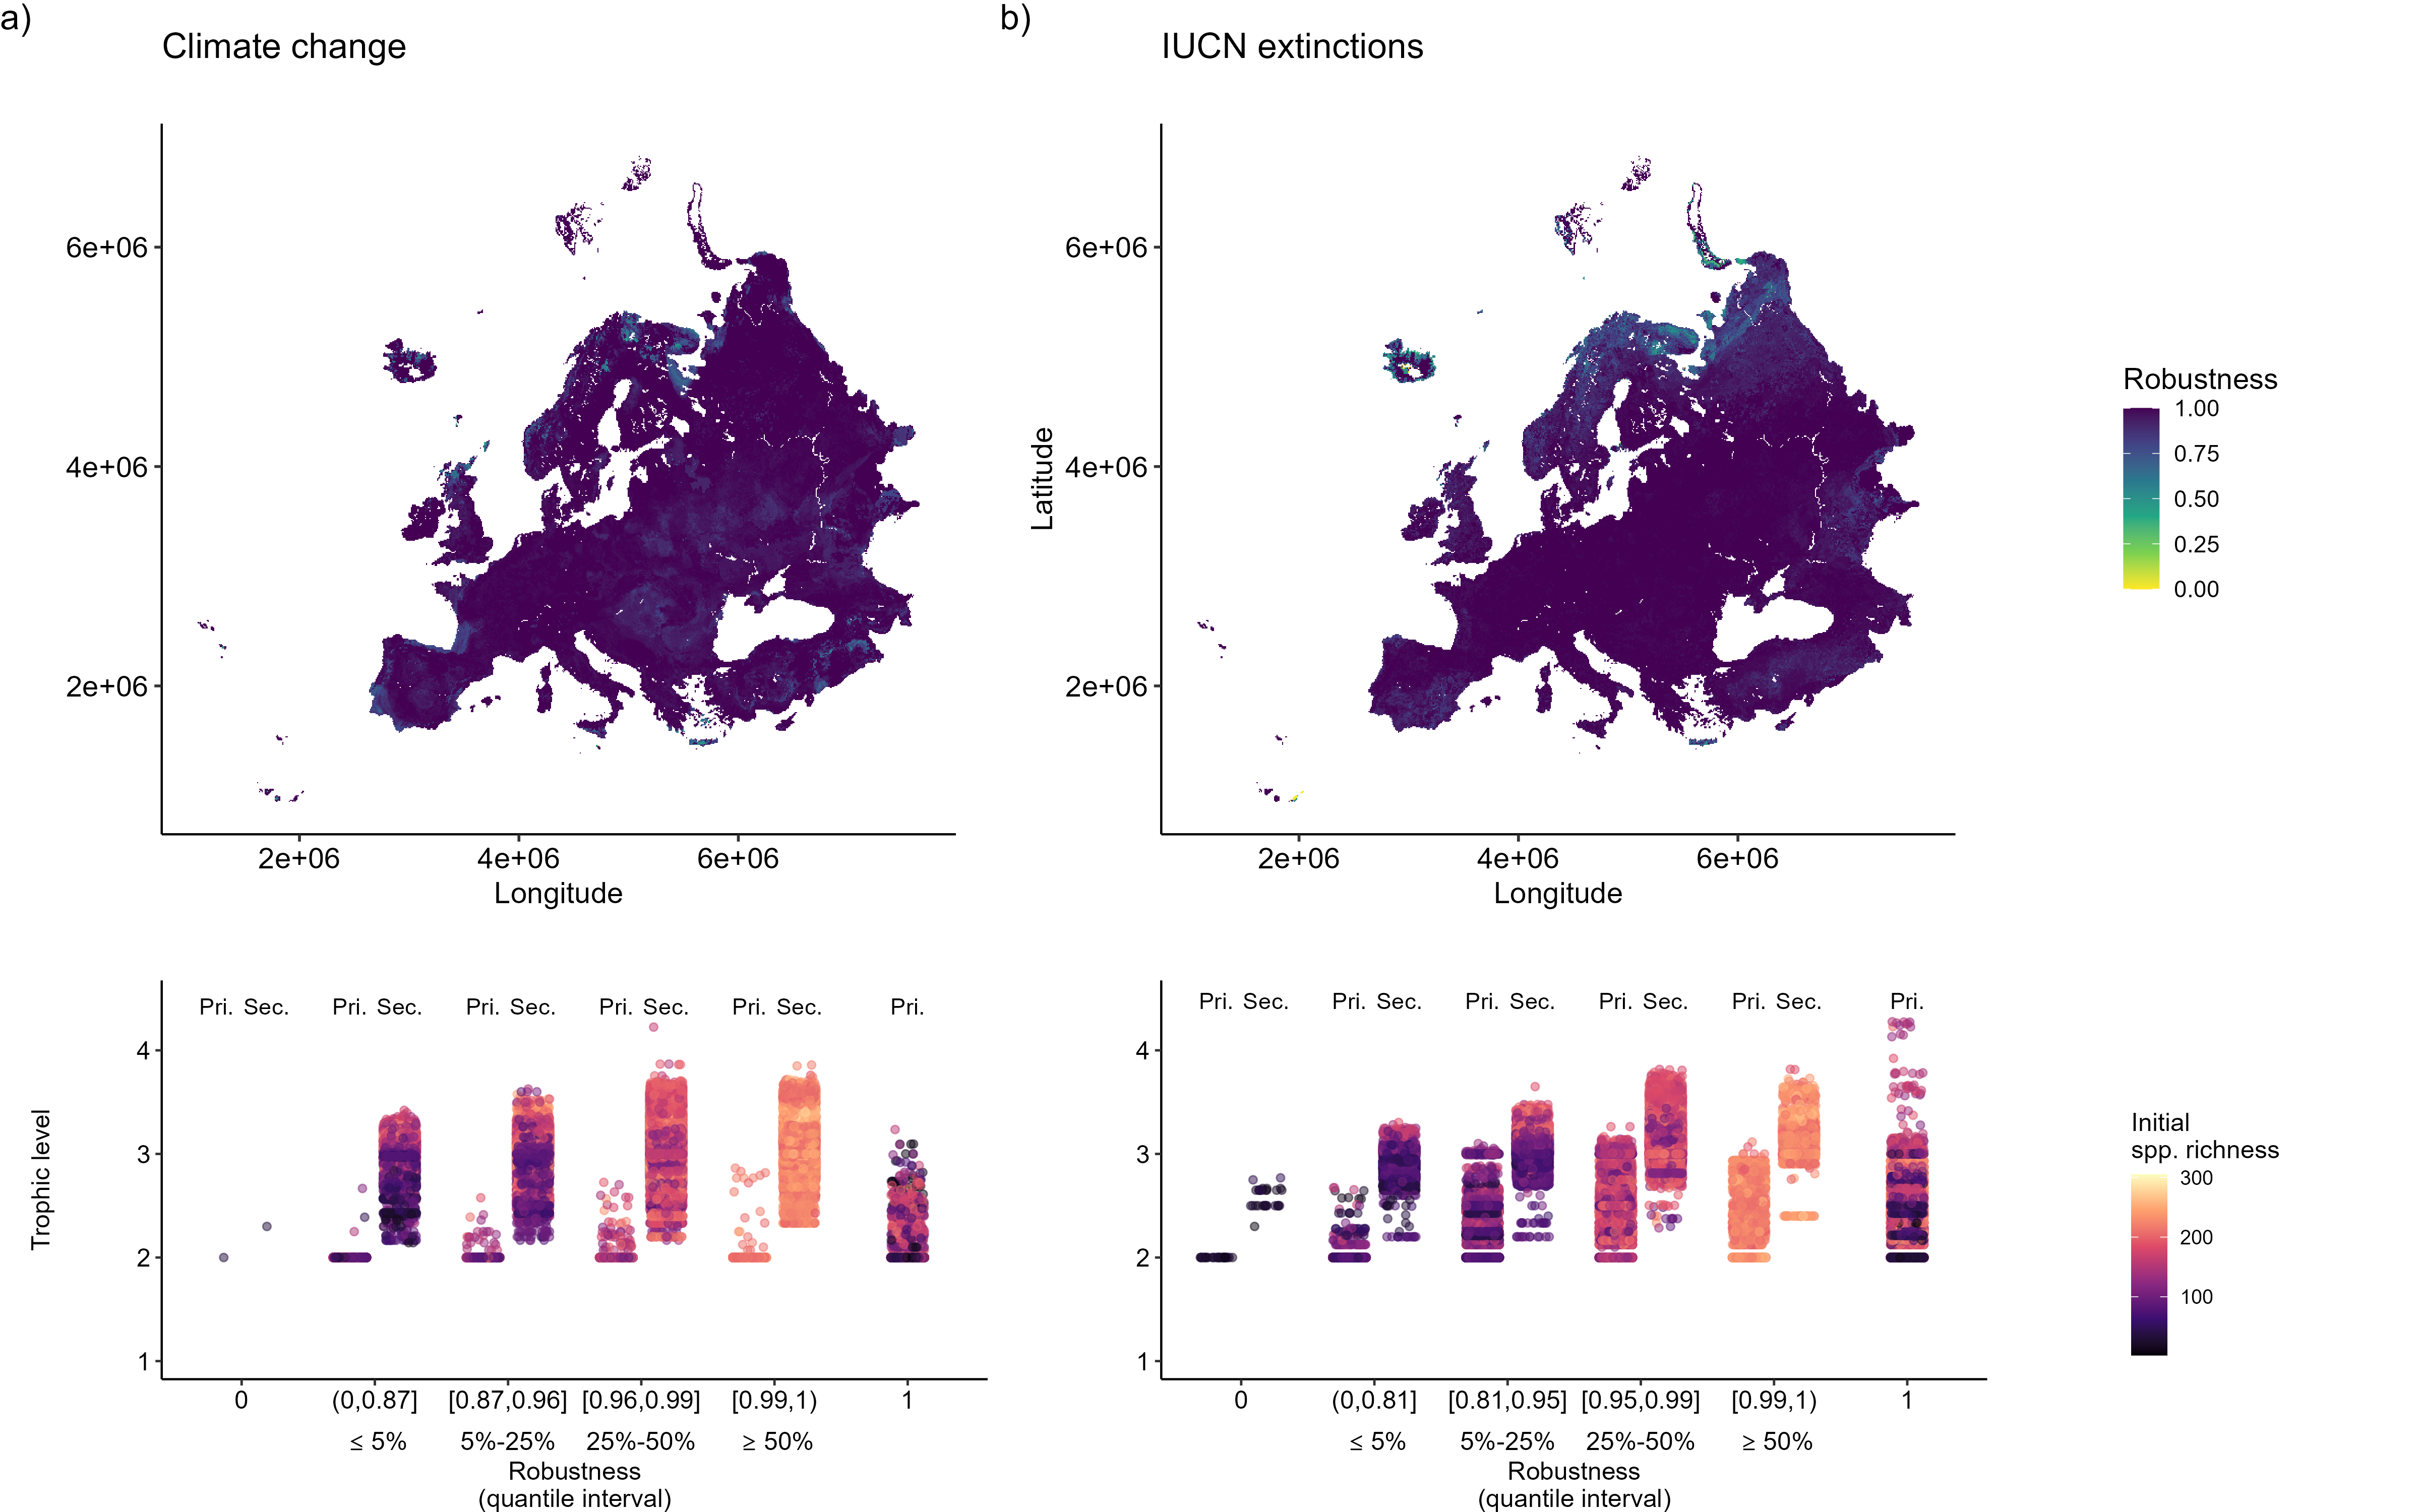 a)
Climate change
6e+06
4e+06
2e+06
2e+06 4e+06 6e+06
Longitude
b)
IUCN extinctions
Latitude
6e+06
4e+06
2e+06
2e+06 4e+06 6e+06
Longitude
Robustness
1.00
0.75
0.50
0.25
0.00
Trophic level
Pri. Sec. Pri. Sec. Pri. Sec. Pri. Sec. Pri. Sec. Pri.
4
3
2
1
0 (0,0.87] [0.87,0.96] [0.96,0.99] [0.99,1) 1
≤ 5% 5%-25% 25%-50% ≥ 50%
Robustness
(quantile interval)
Pri. Sec. Pri. Sec. Pri. Sec. Pri. Sec. Pri. Sec. Pri.
4
3
2
1
0 (0,0.81] [0.81,0.95] [0.95,0.99] [0.99,1) 1
≤ 5% 5%-25% 25%-50% ≥ 50%
Robustness
(quantile interval)
Initial
spp. richness
300
200
100